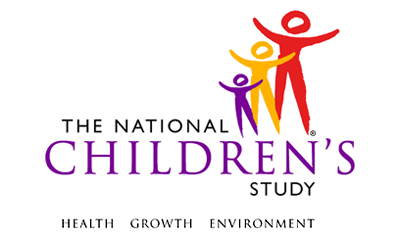 THE NATIONAL ®
CHILDREN'S
STUDY
HEALTH GROWTH ENVIRONMENT